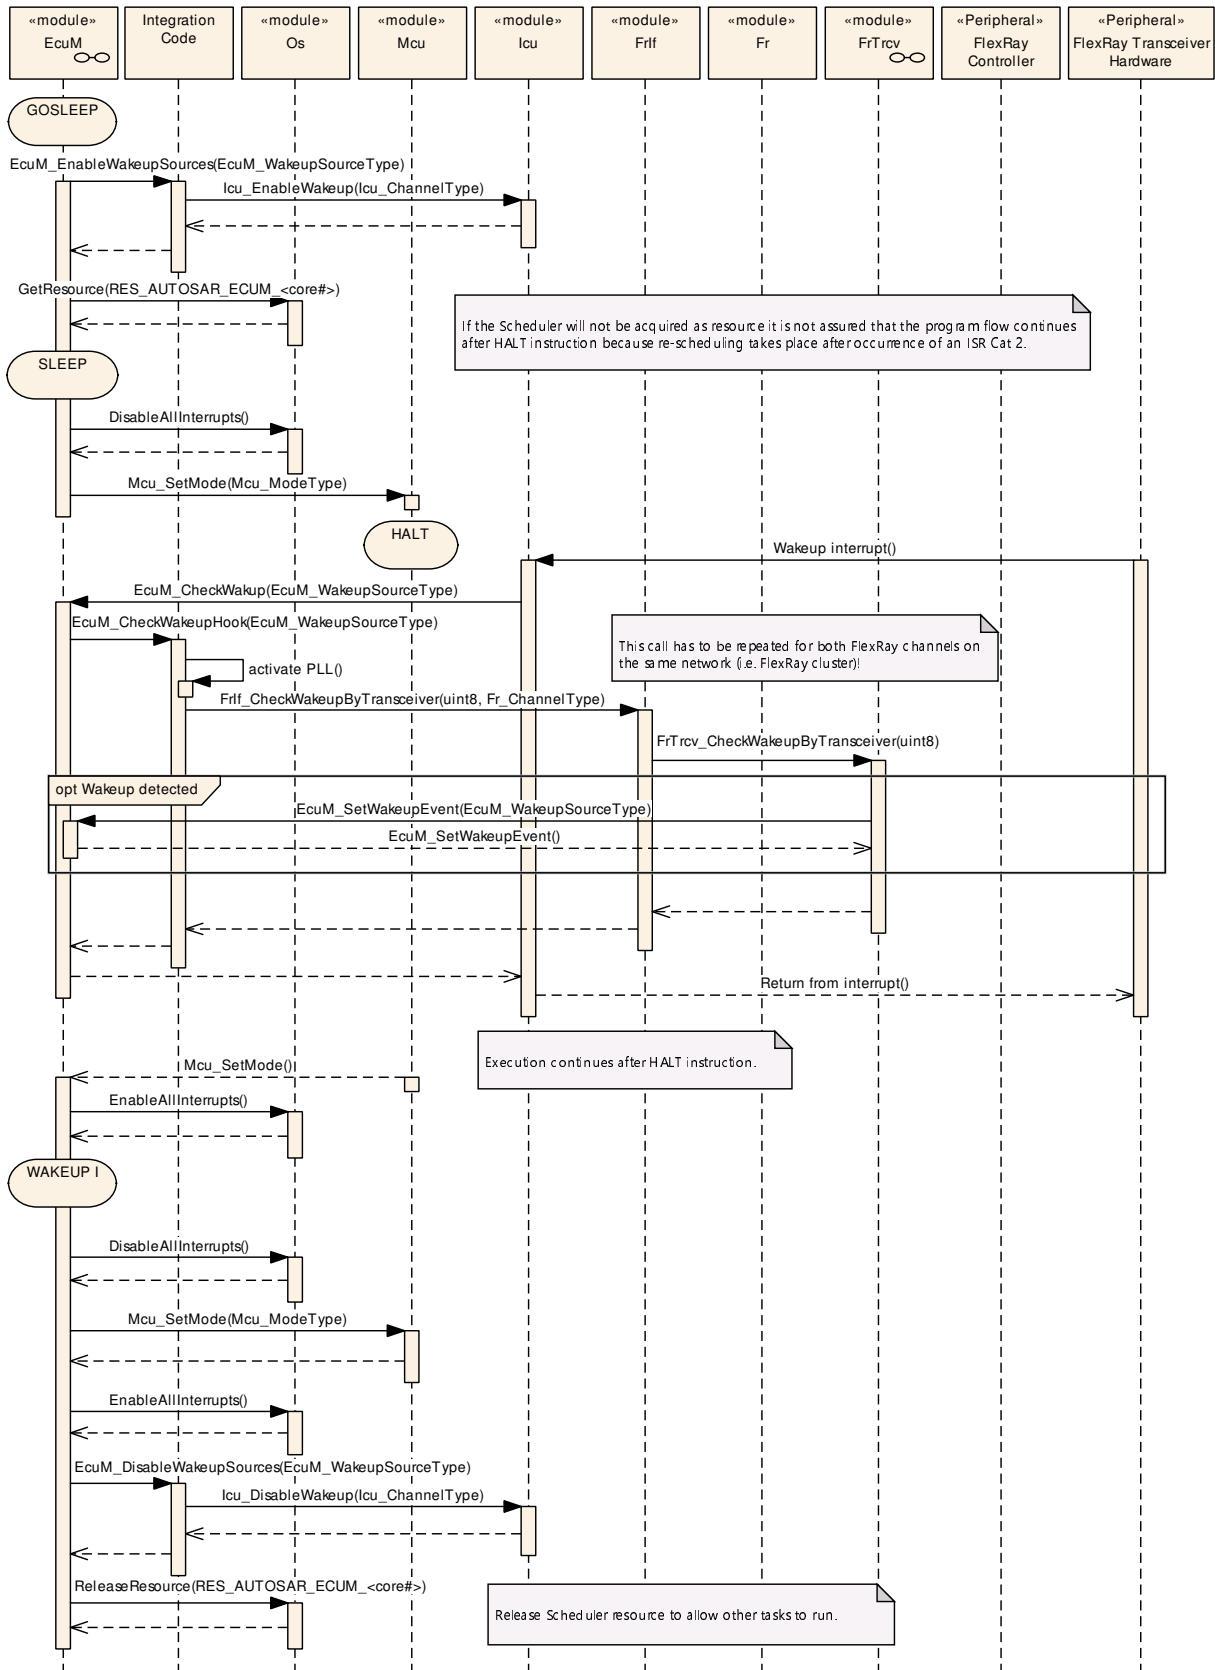 «module»
EcuM
Integration
Code
«module»
Os
«module»
Mcu
«module»
Icu
«module»
FrIf
«module»
Fr
«module»
FrTrcv
«Peripheral»
FlexRay
Controller
«Peripheral»
FlexRay Transceiver
Hardware
GOSLEEP
EcuM_EnableWakeupSources(EcuM_WakeupSourceType)
Icu_EnableWakeup(Icu_ChannelType)
GetResource(RES_AUTOSAR_ECUM_<core#>)
If the Scheduler will not be acquired as resource it is not assured that the program flow continues
after HALT instruction because re-scheduling takes place after occurrence of an ISR Cat 2.
SLEEP
DisableAllInterrupts()
Mcu_SetMode(Mcu_ModeType)
HALT
Wakeup interrupt()
EcuM_CheckWakup(EcuM_WakeupSourceType)
EcuM_CheckWakeupHook(EcuM_WakeupSourceType)
This call has to be repeated for both FlexRay channels on
the same network (i.e. FlexRay cluster)!
activate PLL()
FrIf_CheckWakeupByTransceiver(uint8, Fr_ChannelType)
FrTrcv_CheckWakeupByTransceiver(uint8)
opt Wakeup detected
EcuM_SetWakeupEvent(EcuM_WakeupSourceType)
EcuM_SetWakeupEvent()
Return from interrupt()
Execution continues after HALT instruction.
Mcu_SetMode()
EnableAllInterrupts()
WAKEUP I
DisableAllInterrupts()
Mcu_SetMode(Mcu_ModeType)
EnableAllInterrupts()
EcuM_DisableWakeupSources(EcuM_WakeupSourceType)
Icu_DisableWakeup(Icu_ChannelType)
ReleaseResource(RES_AUTOSAR_ECUM_<core#>)
Release Scheduler resource to allow other tasks to run.